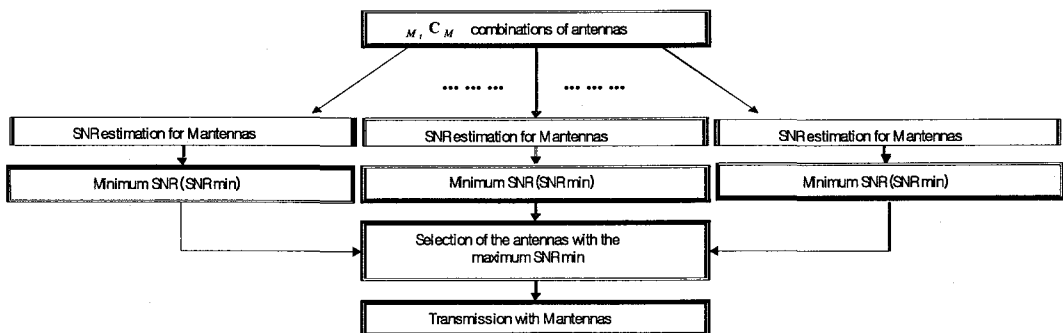 M t C M combinations of antennas
... ... ... ... ... ...
SNR estimation for M antennas
SNR estimation for M antennas
SNR estimation for M antennas
Minimum SNR (SNR min)
Minimum SNR (SNR min)
Minimum SNR (SNR min)
Selection of the antennas with the
maximum SNR min
Transmission with M antennas